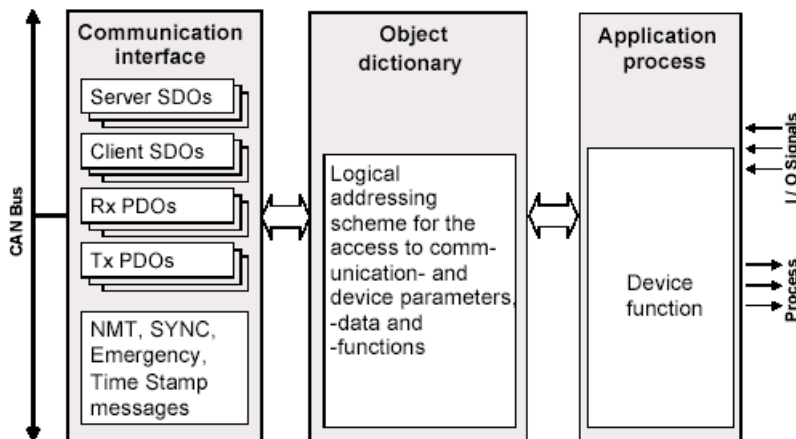 CAN Bus
Communication
interface
Server SDOs
Client SDOs
Rx PDOs
Tx PDOs
NMT, SYNC,
Emergency,
Time Stamp
messages
Object
dictionary
Logical
addressing
scheme for the
access to comm-
unication- and
device parameters,
-data and
-functions
Application
process
Device
function
I / O Signals
Process